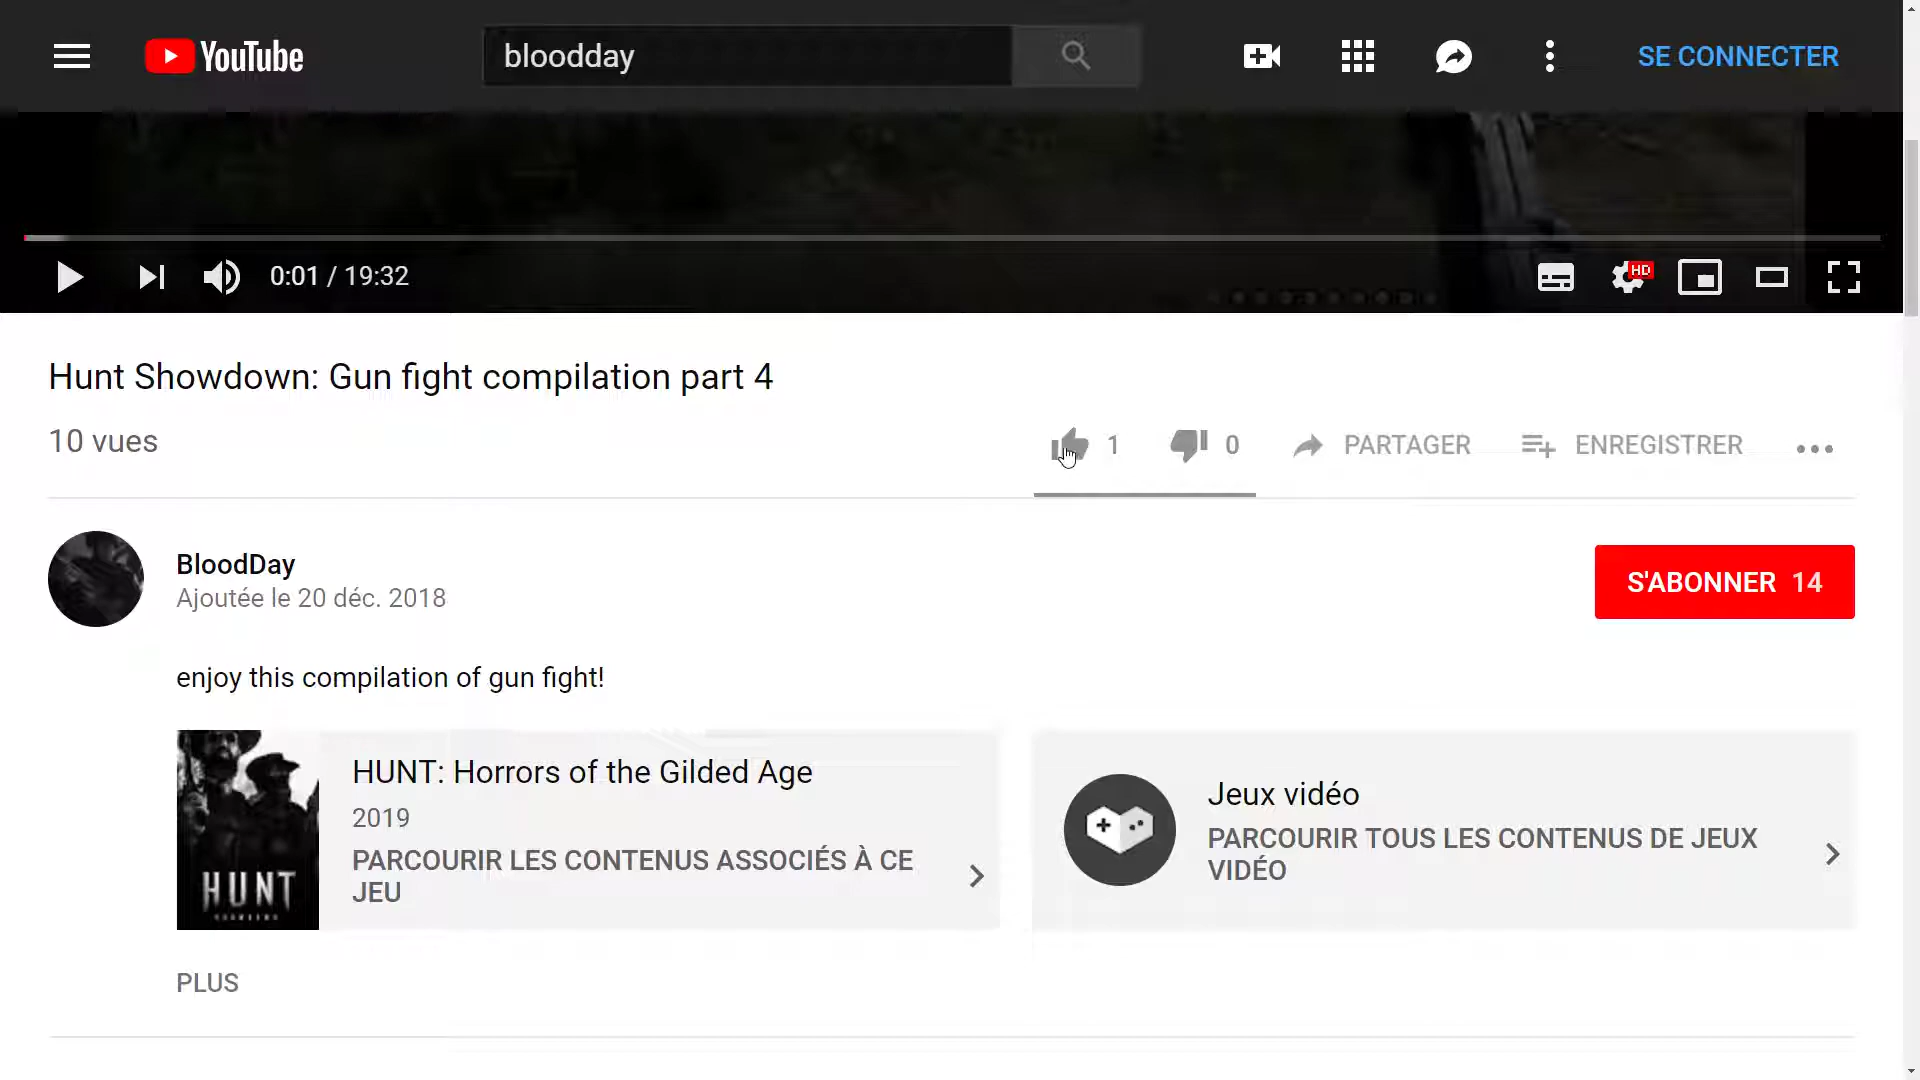 YouTube
bloodday
SE CONNECTER
0:01 / 19:32
HD
Hunt Showdown: Gun fight compilation part 4
10 vues
1
0
PARTAGER
ENREGISTRER
BloodDay
Ajoutée le 20 déc. 2018
S'ABONNER 14
enjoy this compilation of gun fight!
HUNT
SHOWDOWN
HUNT: Horrors of the Gilded Age
2019
PARCOURIR LES CONTENUS ASSOCIÉS À CE
JEU
Jeux vidéo
PARCOURIR TOUS LES CONTENUS DE JEUX
VIDÉO
PLUS